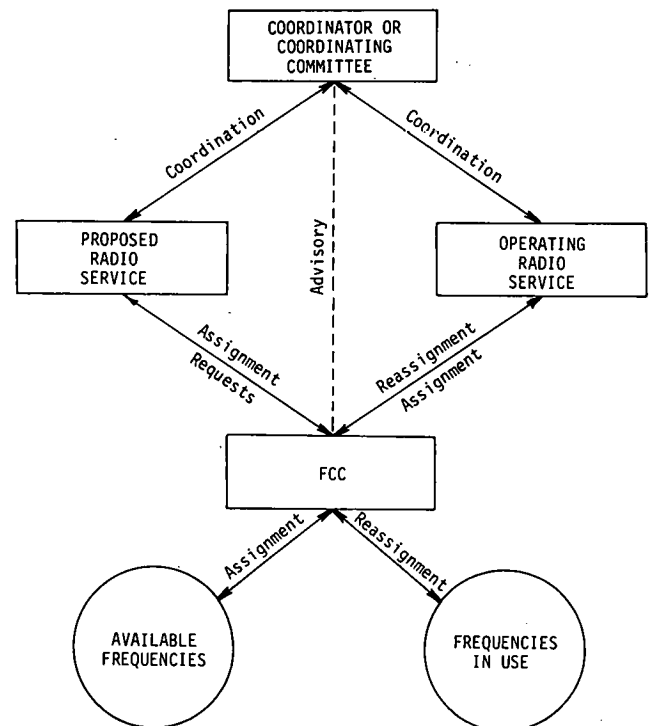 COORDINATOR OR
COORDINATING
COMMITTEE
Coordination
Coordination
PROPOSED
RADIO
SERVICE
Advisory
OPERATING
RADIO
SERVICE
Assignment
Requests
Reassignment
Assignment
FCC
Assignment
Reassignment
AVAILABLE
FREQUENCIES
FREQUENCIES
IN USE